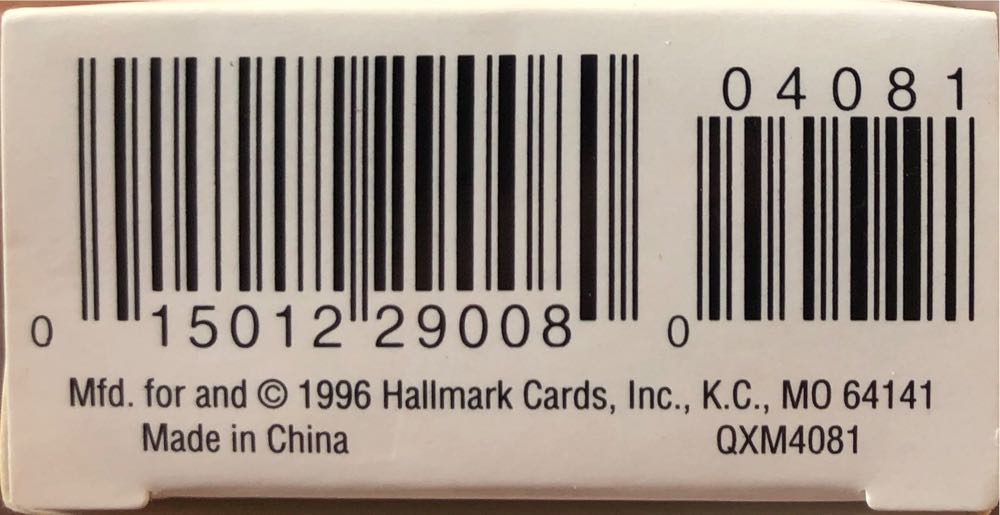 04081
0 15012 29008 0
Mfd. for and © 1996 Hallmark Cards, Inc., K.C., MO 64141
Made in China QXM4081